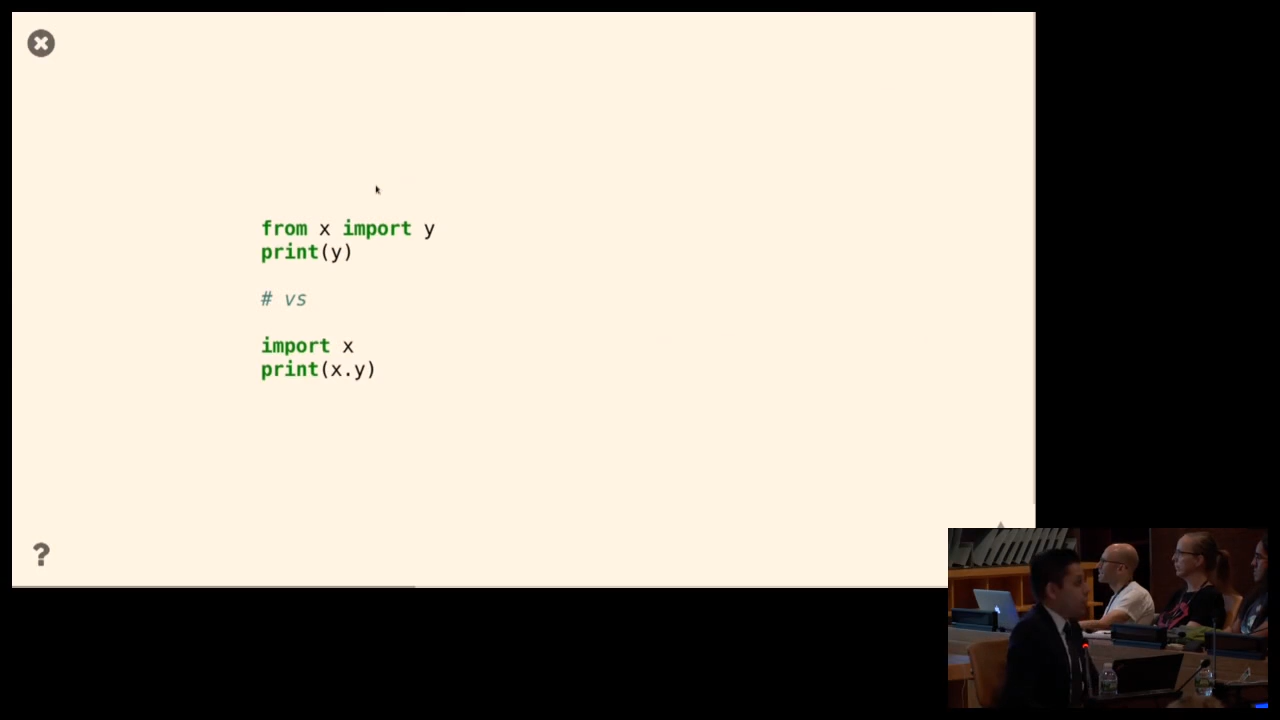 from x import y
print(y)
# vs
import x
print(x.y)
?